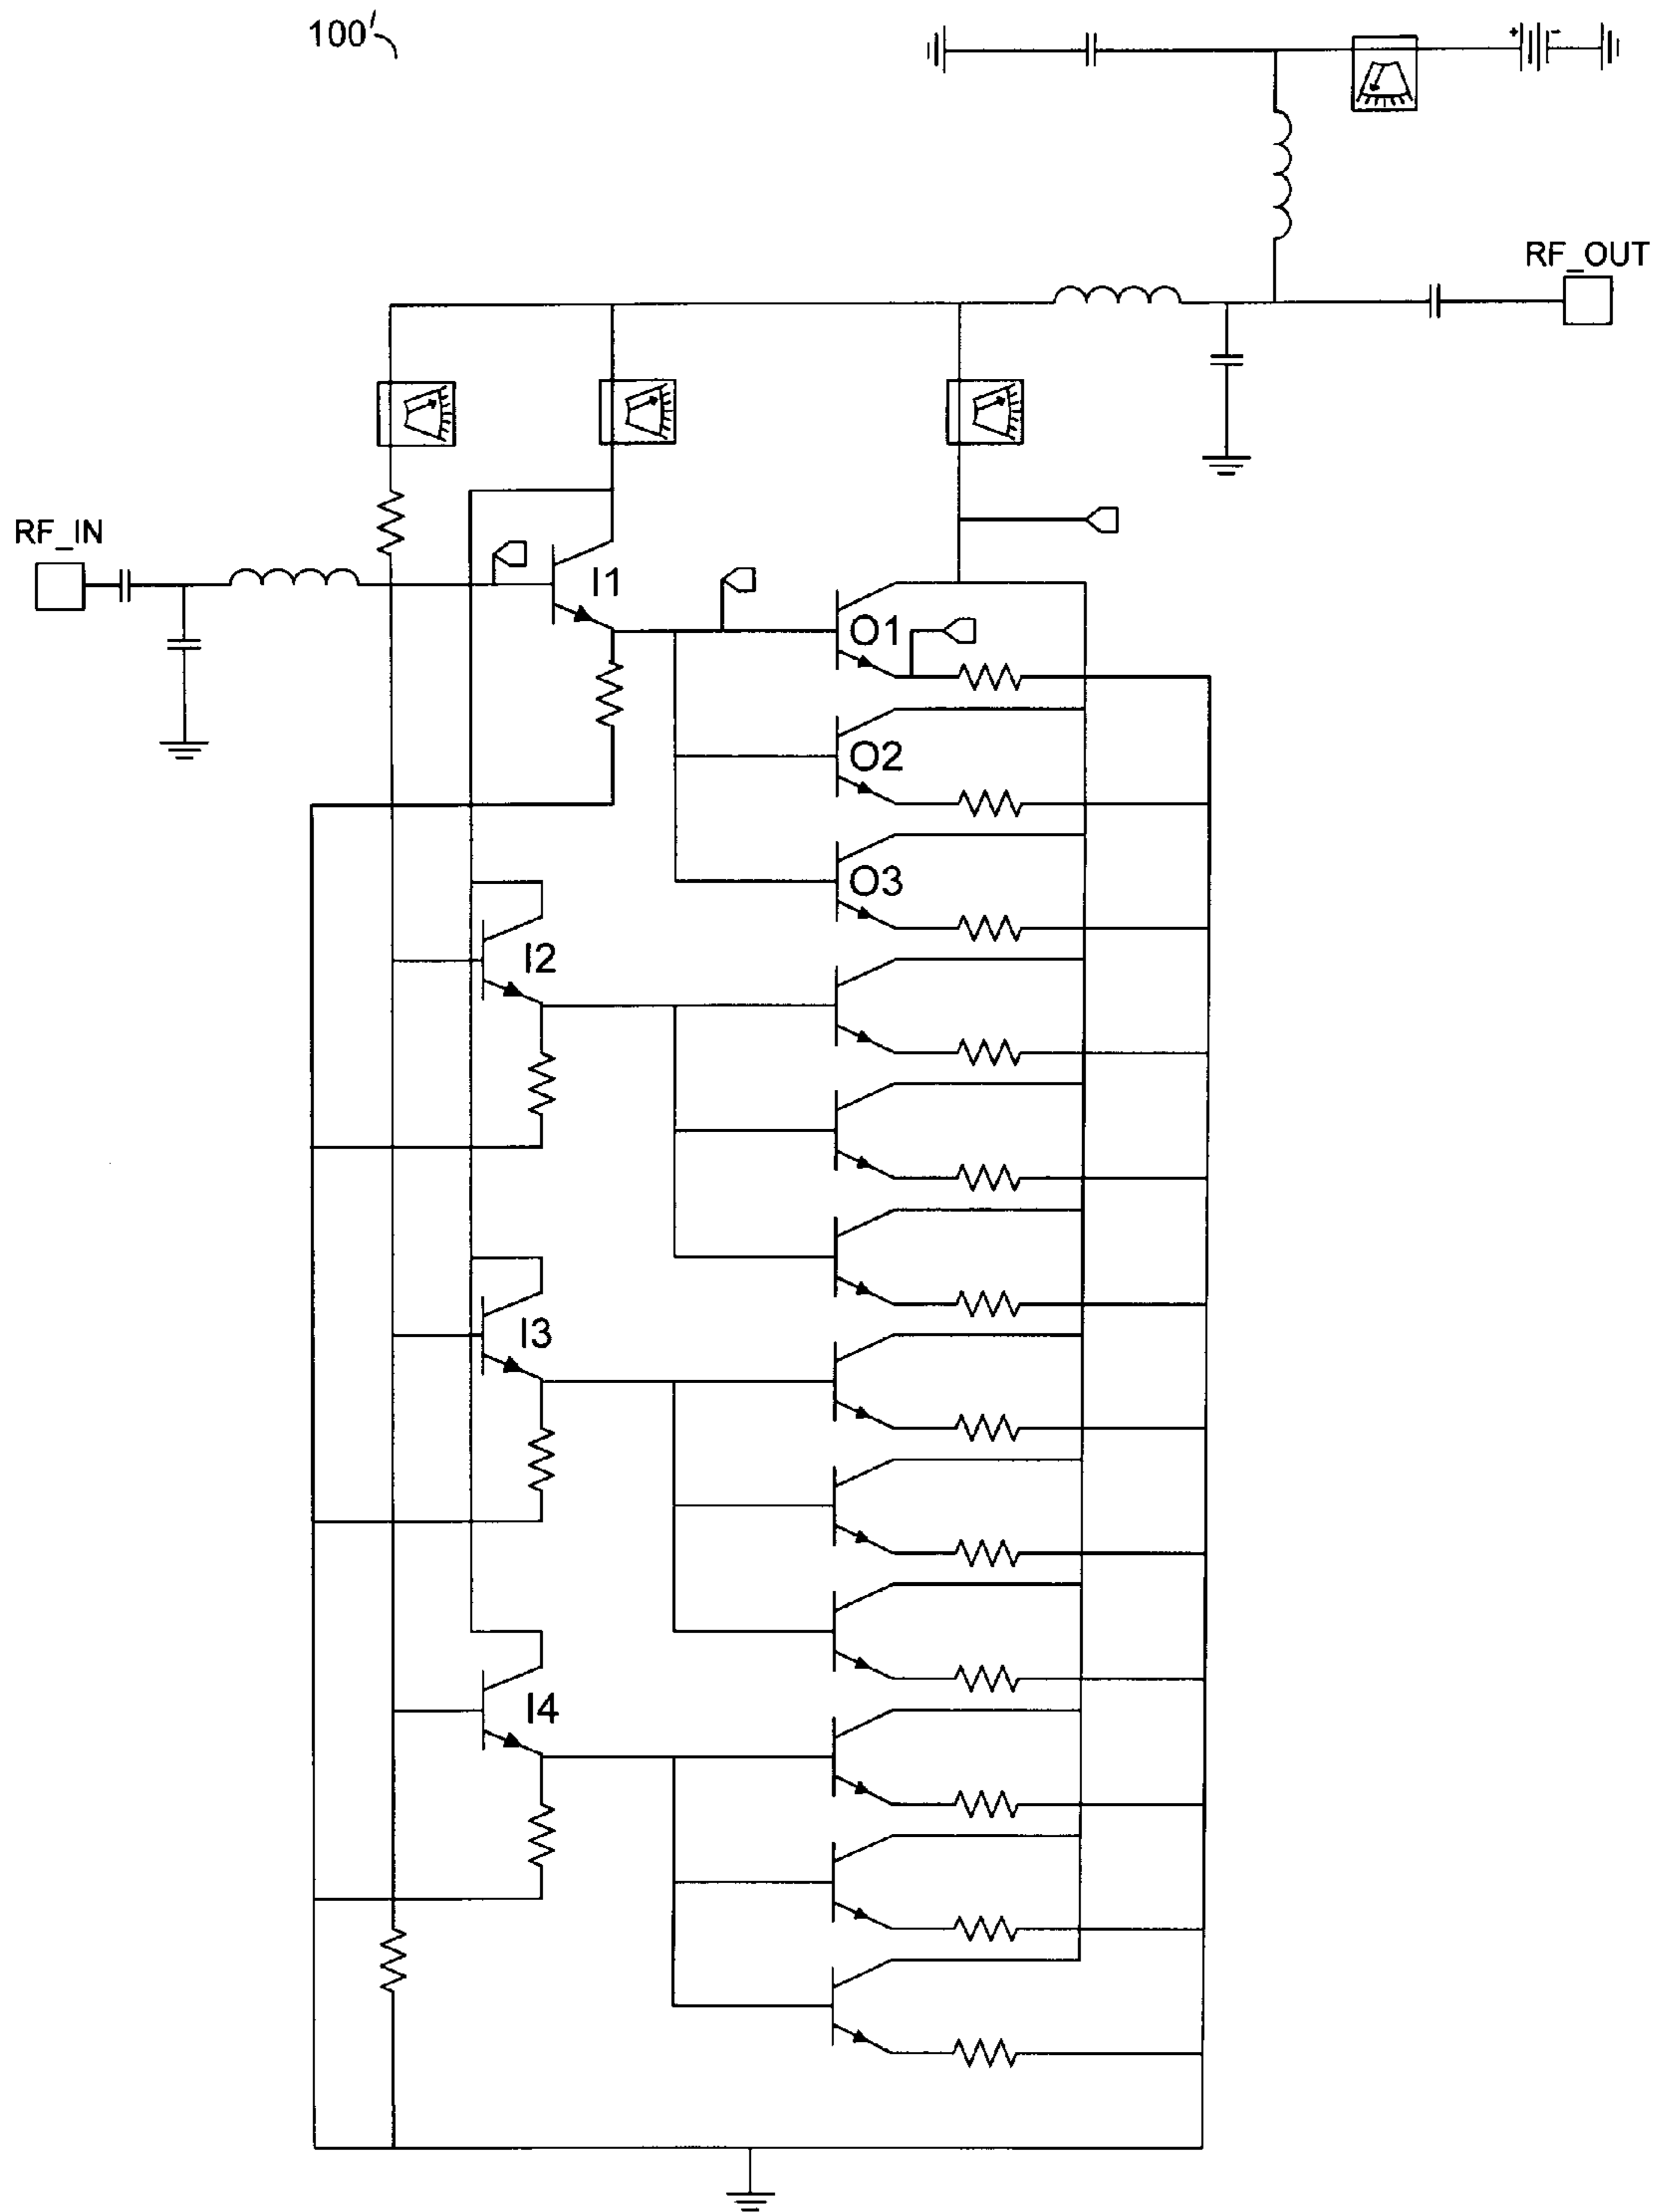 100'
+ -
RF_OUT
RF_IN
I1
O1
O2
O3
I2
I3
I4